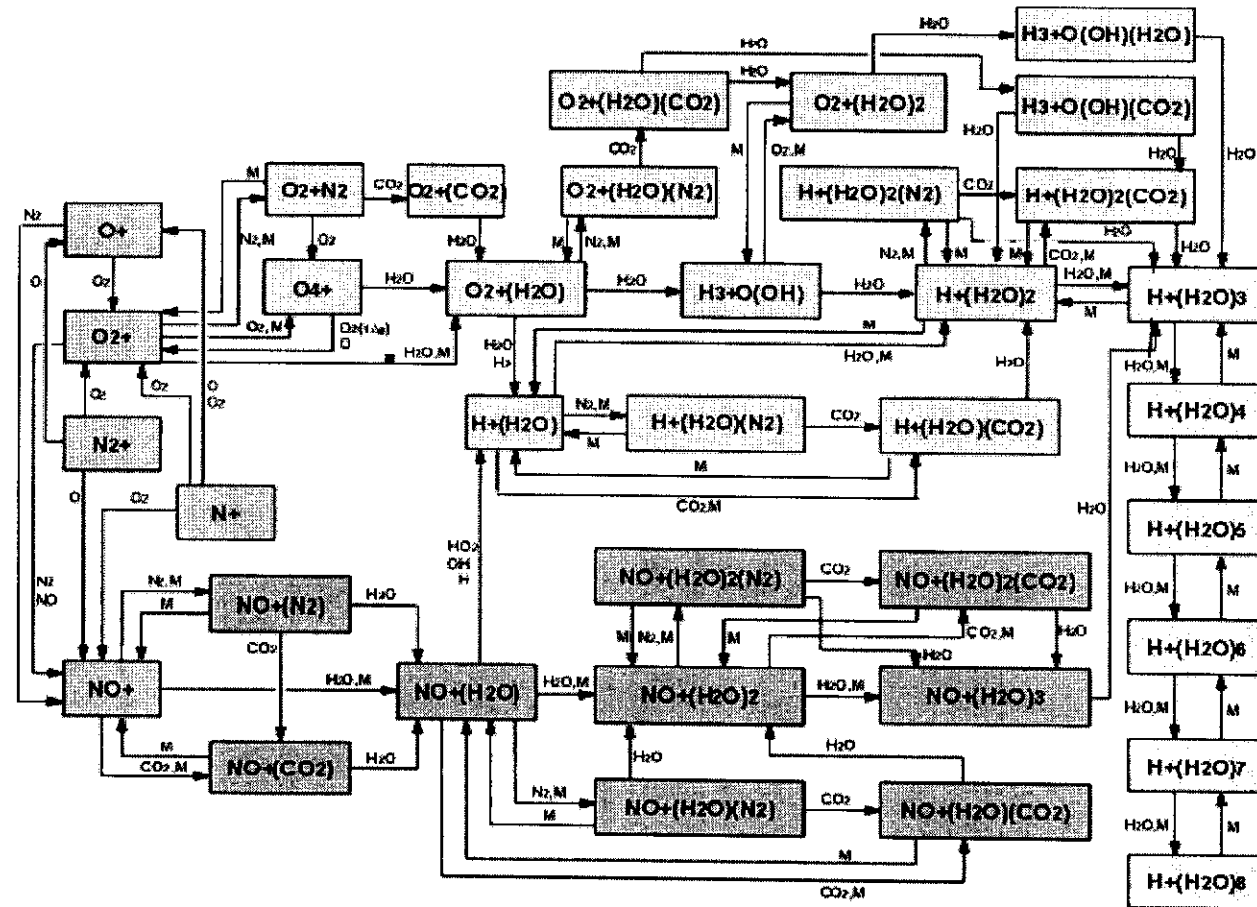 H2O
H3+O(OH)(H2O)
H2O
H2O
O2+(H2O)(CO2)
O2+(H2O)2
H3+O(OH)(CO2)
H2O
CO2
M
O2,M
H2O
H2O
M
O2+N2
CO2
O2+(CO2)
O2+(H2O)(N2)
H+(H2O)2(N2)
CO2
H+(H2O)2(CO2)
N2
O+
N2,M
O2
H2O
M
N2,M
N2,M
M
M
CO2,M
H2O
H2O
O
O2
O4+
H2O
O2+(H2O)
H2O
H3+O(OH)
H2O
H+(H2O)2
H2O,M
M
H+(H2O)3
O2+
O2,M
O
H2O,M
H2O
M
H2O,M
H2O
H2O,M
M
O2
O2
O
O2
H+(H2O)
N2,M
M
H+(H2O)(N2)
CO2
H+(H2O)(CO2)
H+(H2O)4
N2+
M
CO2,M
H2O,M
M
O
O2
N+
H2O
H+(H2O)5
HO2
OH
H
N2
NO
N2,M
M
NO+(N2)
H2O
NO+(H2O)2(N2)
CO2
NO+(H2O)2(CO2)
H2O,M
M
CO2
M
N2,M
M
CO2,M
H2O
H2O
H+(H2O)6
NO+
H2O,M
NO+(H2O)
H2O,M
NO+(H2O)2
H2O,M
NO+(H2O)3
H2O,M
M
M
CO2,M
NO+(CO2)
H2O
H2O
H2O
H+(H2O)7
N2,M
M
NO+(H2O)(N2)
CO2
NO+(H2O)(CO2)
H2O,M
M
M
CO2,M
H+(H2O)8